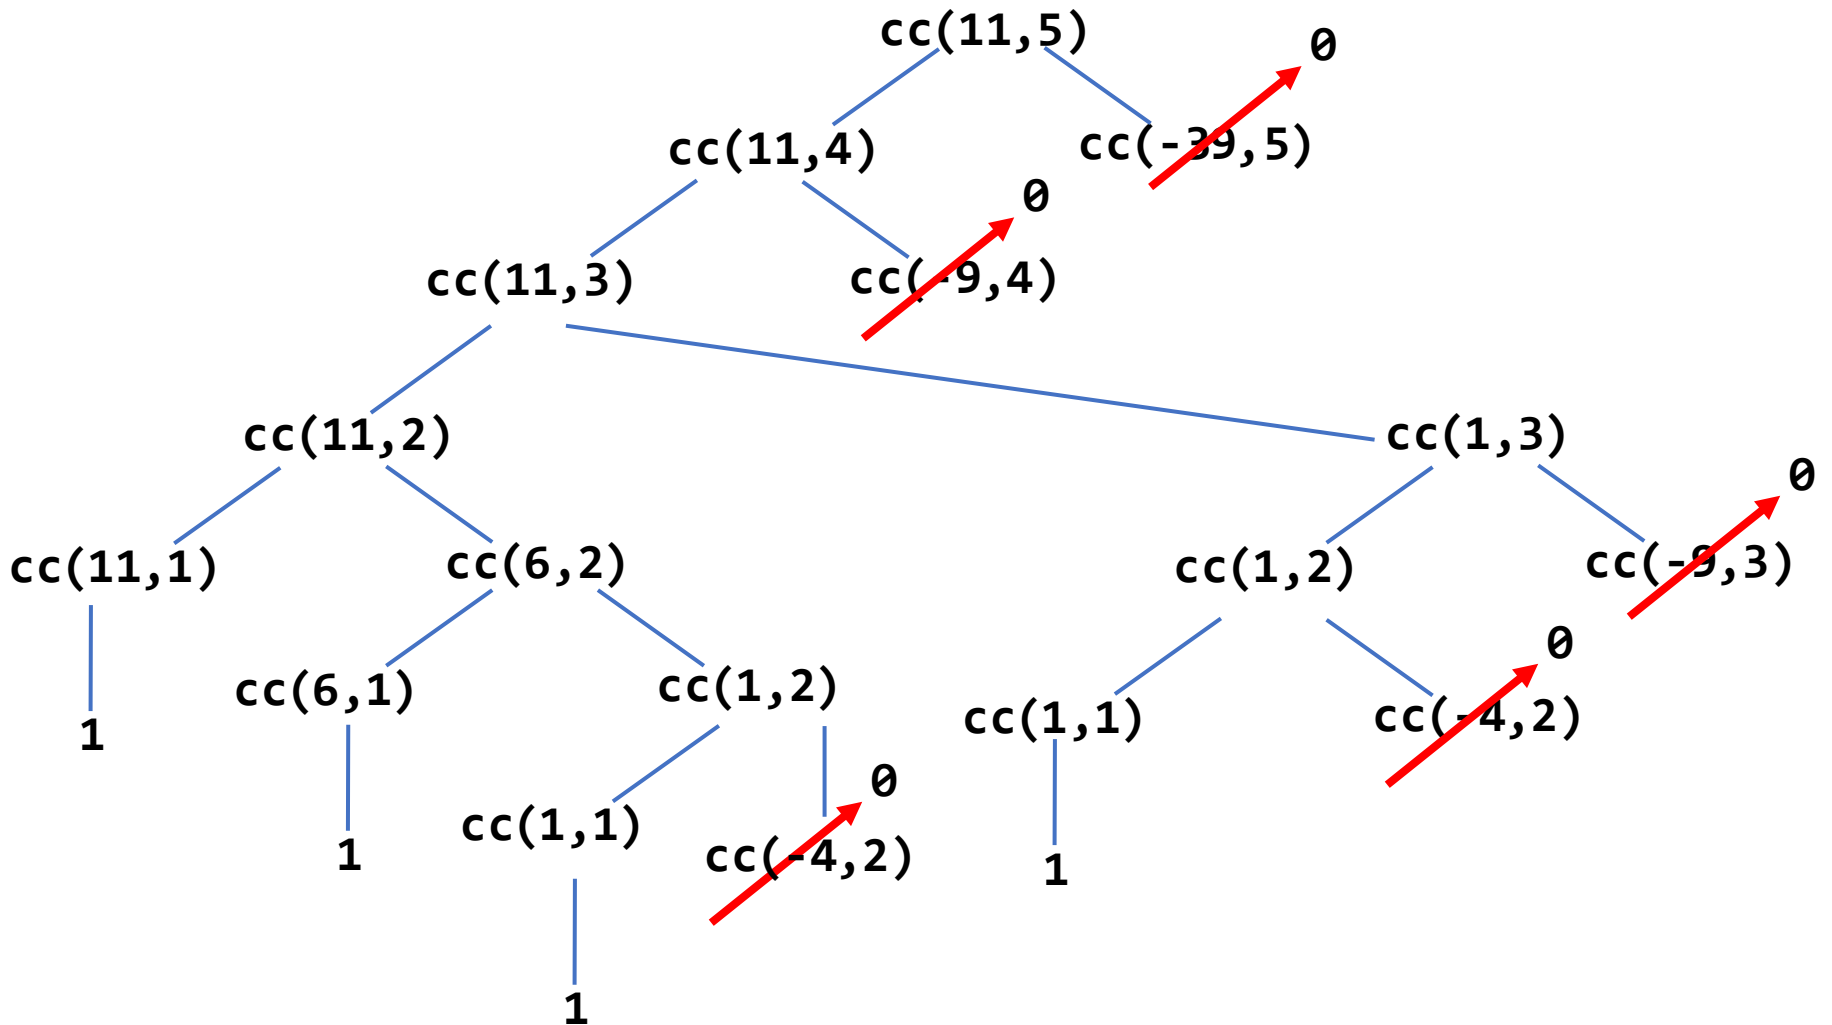 cc(11,5)
0
cc(11,4)
cc(-39,5)
0
cc(11,3)
cc(-9,4)
cc(11,2)
cc(1,3)
0
cc(11,1)
cc(6,2)
cc(1,2)
cc(-9,3)
0
cc(6,1)
cc(1,2)
cc(1,1)
cc(-4,2)
1
0
cc(1,1)
1
cc(-4,2)
1
1